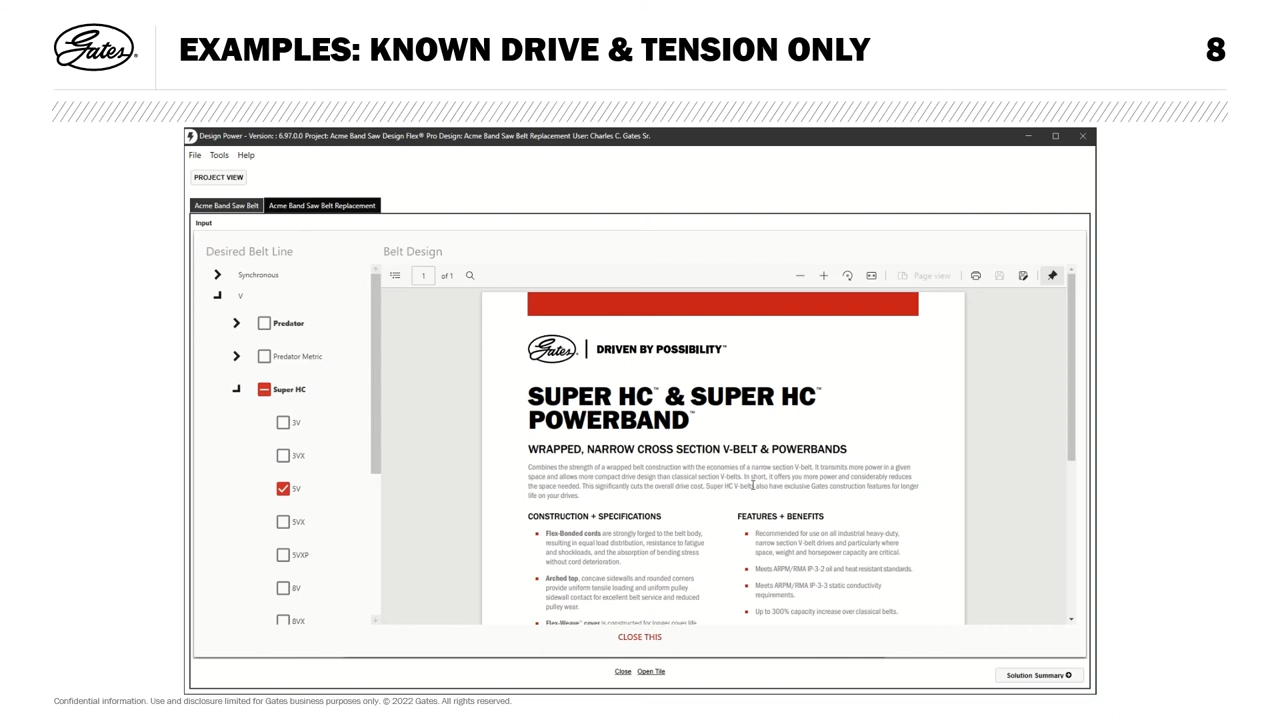 Gates
EXAMPLES: KNOWN DRIVE & TENSION ONLY
8
Design Power - Version: : 6.97.0.0 Project: Acme Band Saw Design Flex® Pro Design: Acme Band Saw Belt Replacement User: Charles C. Gates Sr.
File Tools Help
PROJECT VIEW
Acme Band Saw Belt Acme Band Saw Belt Replacement
Input
Desired Belt Line
Synchronous
V
Predator
Predator Metric
Super HC
3V
3VX
5V
5VX
5VXP
8V
8VX
Belt Design
1 of 1
Page view
Gates
DRIVEN BY POSSIBILITY™
SUPER HC™ & SUPER HC™
POWERBAND™
WRAPPED, NARROW CROSS SECTION V-BELT & POWERBANDS
Combines the strength of a wrapped belt construction with the economies of a narrow section V-belt. It transmits more power in a given
space and allows more compact drive design than classical section V-belts. In short, it offers you more power and considerably reduces
the space needed. This significantly cuts the overall drive cost. Super HC V-belts also have exclusive Gates construction features for longer
life on your drives.
CONSTRUCTION + SPECIFICATIONS
Flex-Bonded cords are strongly forged to the belt body,
resulting in equal load distribution, resistance to fatigue
and shockloads, and the absorption of bending stress
without cord deterioration.
Arched top, concave sidewalls and rounded corners
provide uniform tensile loading and uniform pulley
sidewall contact for excellent belt service and reduced
pulley wear.
Flex-Weave™ cover is constructed for longer cover life
FEATURES + BENEFITS
Recommended for use on all industrial heavy-duty,
narrow section V-belt drives and particularly where
space, weight and horsepower capacity are critical.
Meets ARPM/RMA IP-3-2 oil and heat resistant standards.
Meets ARPM/RMA IP-3-3 static conductivity
requirements.
Up to 300% capacity increase over classical belts.
CLOSE THIS
Close Open Tile
Solution Summary
Confidential information. Use and disclosure limited for Gates business purposes only. © 2022 Gates. All rights reserved.